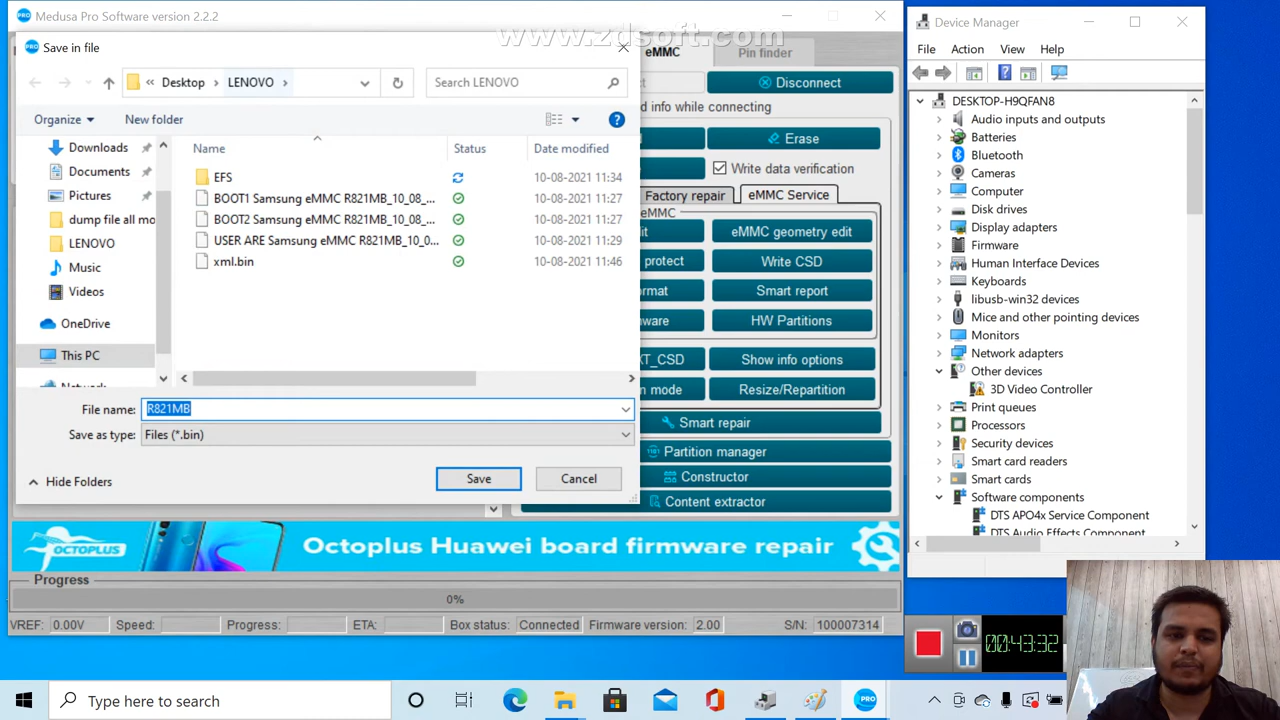 Medusa Pro Software version 2.2.2
www.zdsoft.com
Save in file
« Desktop › LENOVO ›
Search LENOVO
Organize
New folder
Downloads
Documents
Pictures
dump file all mo
LENOVO
Music
Videos
OneDrive
This PC
Network
Name
Status
Date modified
EFS
10-08-2021 11:34
BOOT1 Samsung eMMC R821MB_10_08_...
10-08-2021 11:27
BOOT2 Samsung eMMC R821MB_10_08_...
10-08-2021 11:27
USER ARE Samsung eMMC R821MB_10_0...
10-08-2021 11:29
xml.bin
10-08-2021 11:46
File name:
R821MB
Save as type:
Files (*.bin)
Hide Folders
Save
Cancel
eMMC
Pin finder
Disconnect
d info while connecting
Erase
Write data verification
Factory repair
eMMC Service
eMMC
eMMC geometry edit
protect
Write CSD
Smart report
HW Partitions
Show info options
Resize/Repartition
Smart repair
Partition manager
Constructor
Content extractor
OCTOPLUS
Octoplus Huawei board firmware repair
Progress
0%
VREF: 0.00V
Speed:
Progress:
ETA:
Box status: Connected
Firmware version: 2.00
S/N: 100007314
Device Manager
File
Action
View
Help
DESKTOP-H9QFAN8
Audio inputs and outputs
Batteries
Bluetooth
Cameras
Computer
Disk drives
Display adapters
Firmware
Human Interface Devices
Keyboards
libusb-win32 devices
Mice and other pointing devices
Monitors
Network adapters
Other devices
3D Video Controller
Print queues
Processors
Security devices
Smart card readers
Smart cards
Software components
DTS APO4x Service Component
DTS Audio Effects Component
00:43:32
Type here to search
PRO